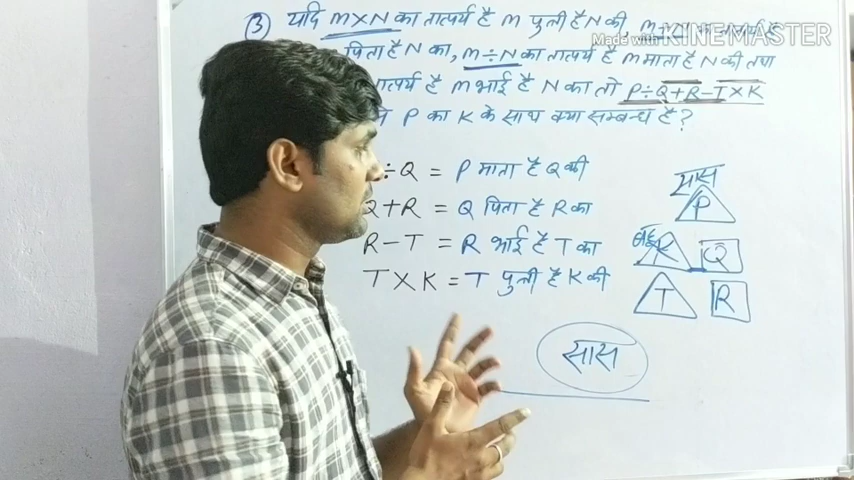 ③ यदि M×N का तात्पर्य है M पुत्री है N की, M+N का तात्पर्य है
पिता है N का, M÷N का तात्पर्य है M माता है N की तथा
तात्पर्य है M भाई है N का तो P÷Q+R-T×K
P का K के साथ क्या सम्बन्ध है?
Made with KINEMASTER
÷Q = P माता है Q की
Q+R = Q पिता है R का
R-T = R भाई है T का
T×K = T पुत्री है K की
सास
P
बहू K Q
T R
सास